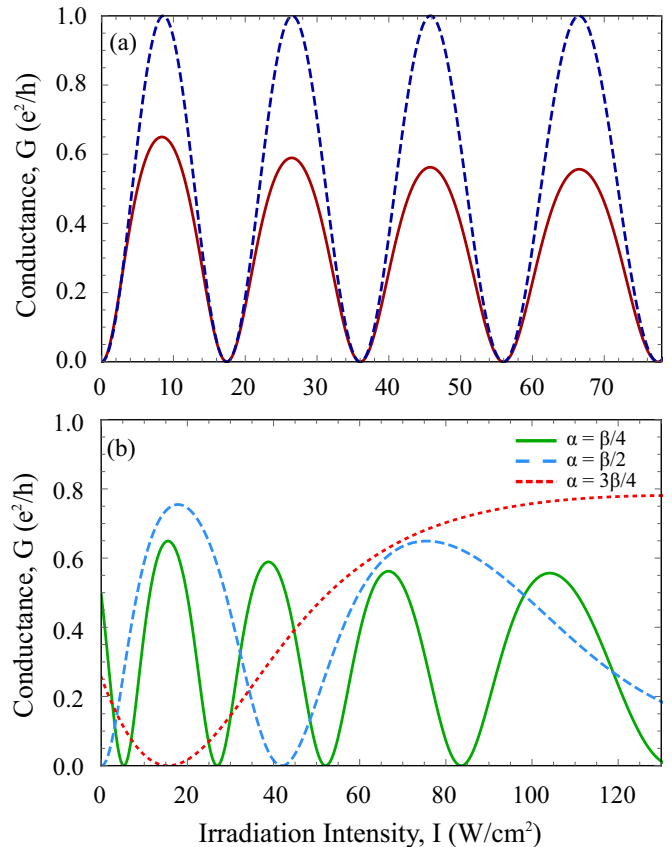 (a)
1.0
0.8
0.6
0.4
0.2
0.0
Conductance, G (e²/h)
0 10 20 30 40 50 60 70
(b)
α = β/4
α = β/2
α = 3β/4
1.0
0.8
0.6
0.4
0.2
0.0
Conductance, G (e²/h)
0 20 40 60 80 100 120
Irradiation Intensity, I (W/cm²)